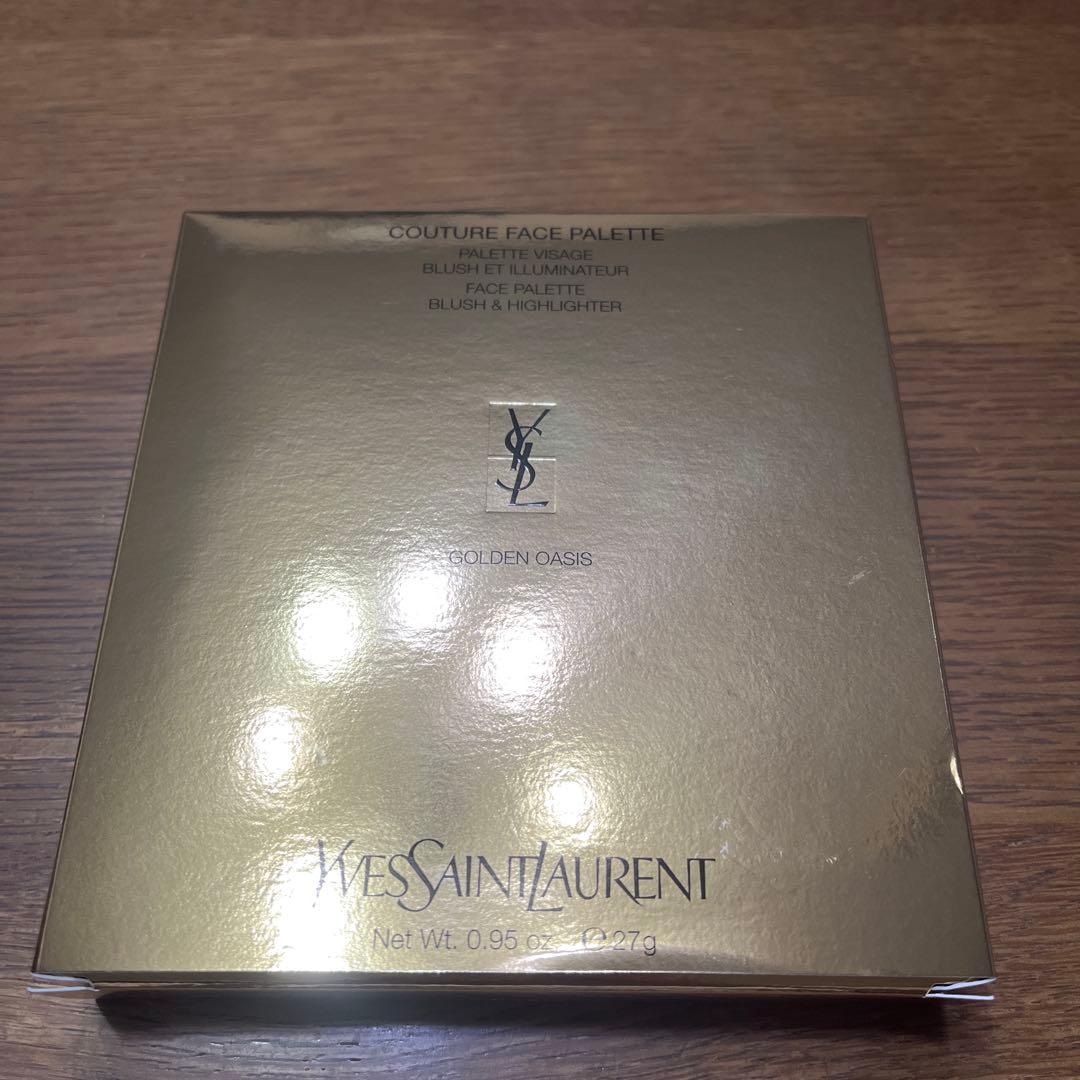 COUTURE FACE PALETTE
PALETTE VISAGE
BLUSH ET ILLUMINATEUR
FACE PALETTE
BLUSH & HIGHLIGHTER
YSL
GOLDEN OASIS
YVESSAINTLAURENT
Net Wt. 0.95 oz. ℮ 27g